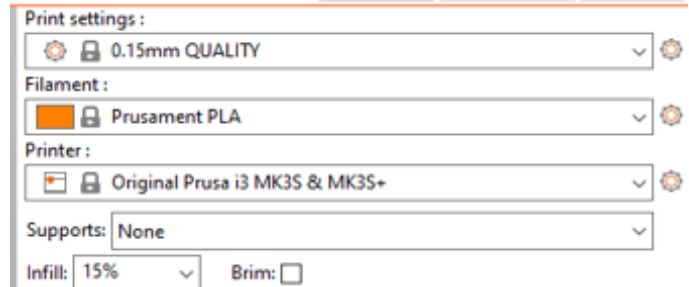 Print settings :
0.15mm QUALITY
Filament :
Prusament PLA
Printer :
Original Prusa i3 MK3S & MK3S+
Supports: None
Infill: 15% Brim: